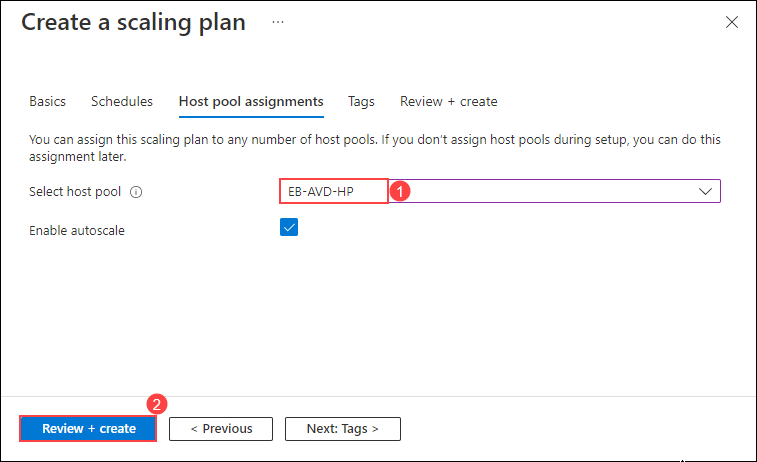 Create a scaling plan ...
Basics Schedules Host pool assignments Tags Review + create
You can assign this scaling plan to any number of host pools. If you don't assign host pools during setup, you can do this
assignment later.
Select host pool EB-AVD-HP 1
Enable autoscale
2
Review + create < Previous Next: Tags >